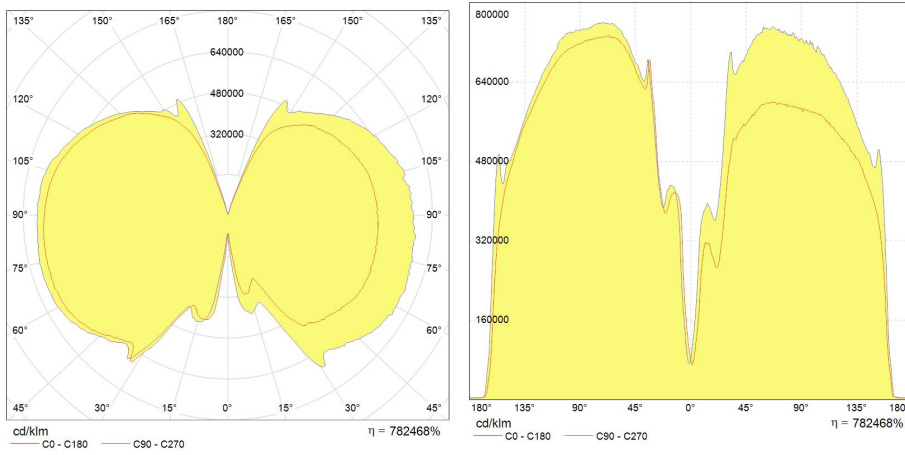 135° 150° 165° 180° 165° 150° 135°
640000
120° 480000 120°
320000
105° 105°
90° 90°
75° 75°
60° 60°
45° 30° 15° 0° 15° 30° 45°
cd/klm η = 782468%
C0 - C180 C90 - C270
800000
640000
480000
320000
160000
180° 135° 90° 45° 0° 45° 90° 135° 180°
cd/klm η = 782468%
C0 - C180 C90 - C270